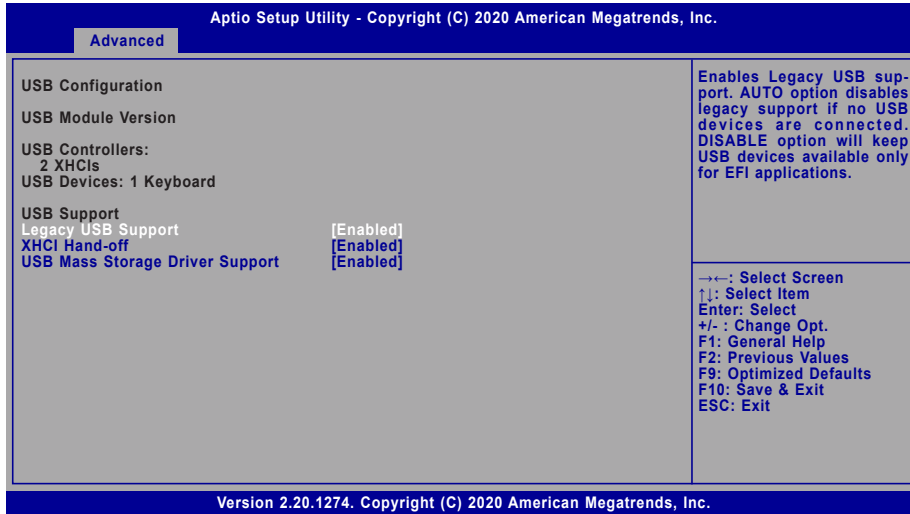 Aptio Setup Utility - Copyright (C) 2020 American Megatrends, Inc.
Advanced
USB Configuration
USB Module Version
USB Controllers:
2 XHCIs
USB Devices: 1 Keyboard
USB Support
Legacy USB Support [Enabled]
XHCI Hand-off [Enabled]
USB Mass Storage Driver Support [Enabled]
Enables Legacy USB sup-
port. AUTO option disables
legacy support if no USB
devices are connected.
DISABLE option will keep
USB devices available only
for EFI applications.
→←: Select Screen
↑↓: Select Item
Enter: Select
+/- : Change Opt.
F1: General Help
F2: Previous Values
F9: Optimized Defaults
F10: Save & Exit
ESC: Exit
Version 2.20.1274. Copyright (C) 2020 American Megatrends, Inc.